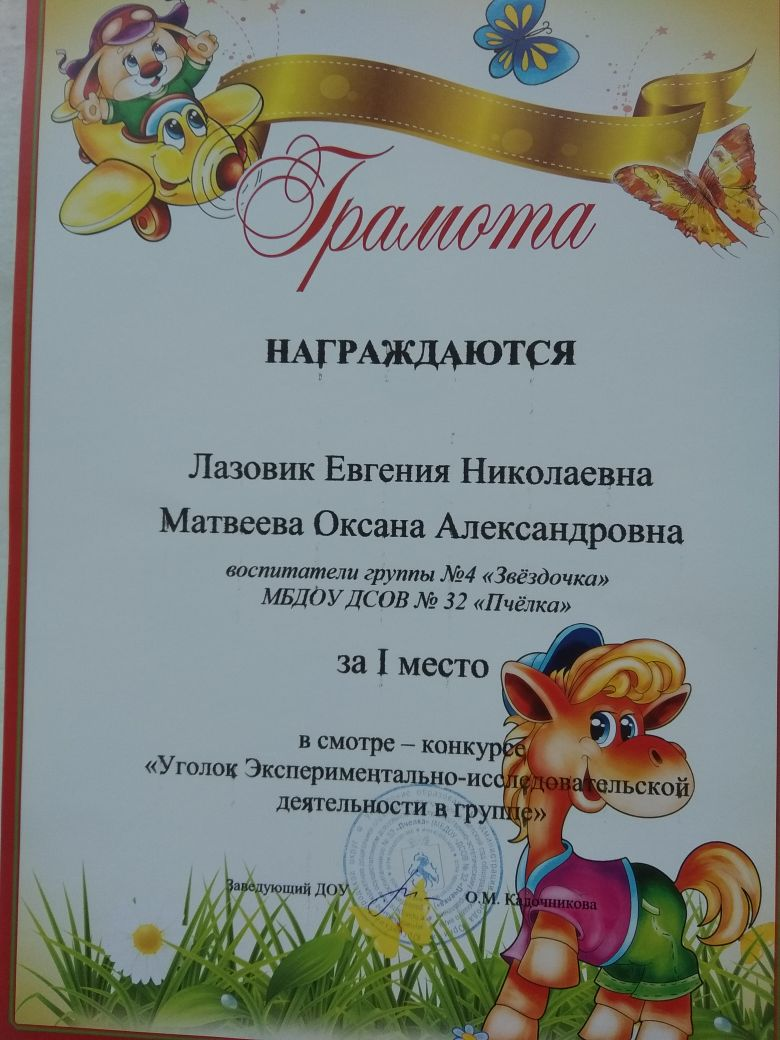 Грамота
НАГРАЖДАЮТСЯ
Лазовик Евгения Николаевна
Матвеева Оксана Александровна
воспитатели группы №4 «Звёздочка»
МБДОУ ДСОВ № 32 «Пчёлка»
за I место
в смотре – конкурсе
«Уголок Экспериментально-исследовательской
деятельности в группе»
Заведующий ДОУ О.М. Кадочникова